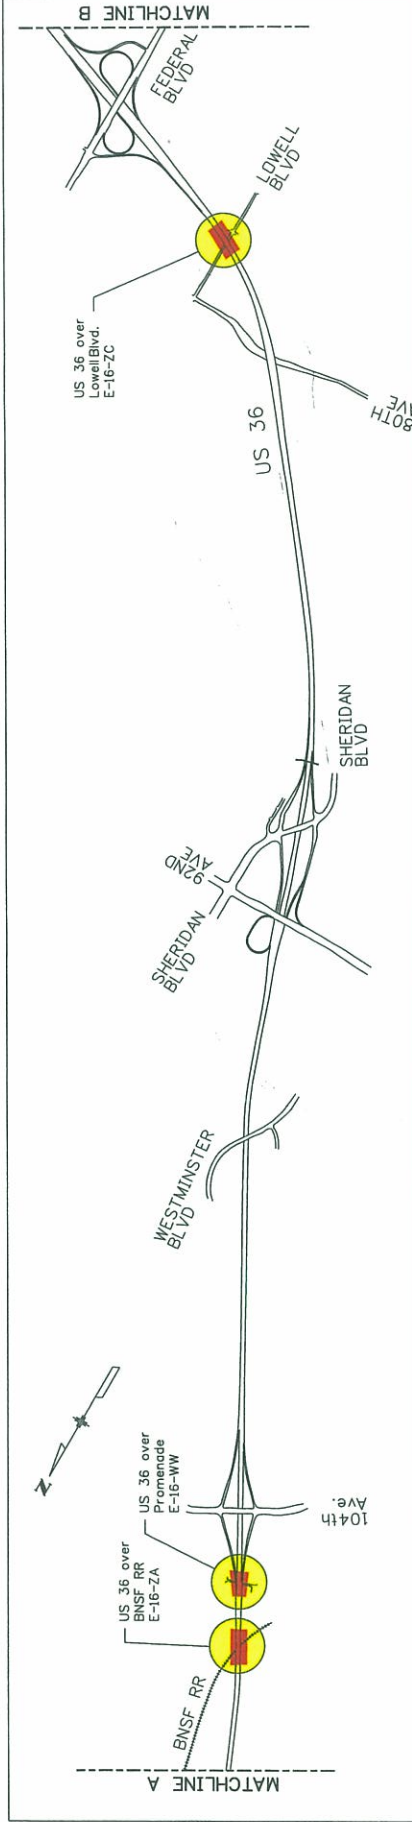 MATCHLINE A
BNSF RR
US 36 over
BNSF RR
E-16-ZA
US 36 over
Promenade
E-16-WW
104th
Ave.
N
WESTMINSTER
BLVD
SHERIDAN
BLVD
92ND
AVE
SHERIDAN
BLVD
US 36
80TH
AVE
US 36 over
Lowell Blvd.
E-16-ZC
LOWELL
BLVD
FEDERAL
BLVD
MATCHLINE B